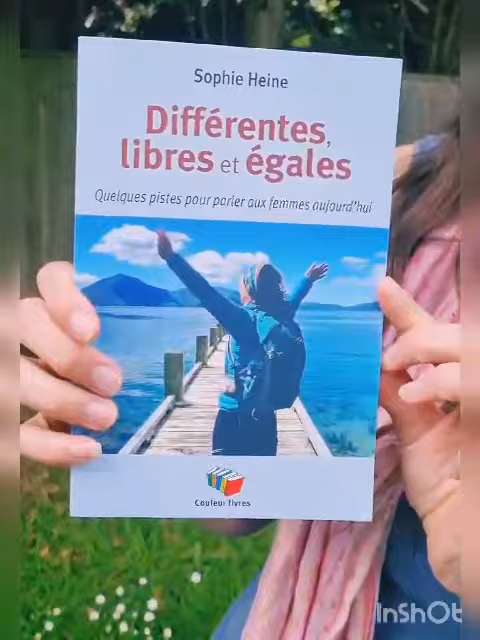 Sophie Heine
Différentes,
libres et égales
Quelques pistes pour parler aux femmes aujourd'hui
Couleur livres
InShOt